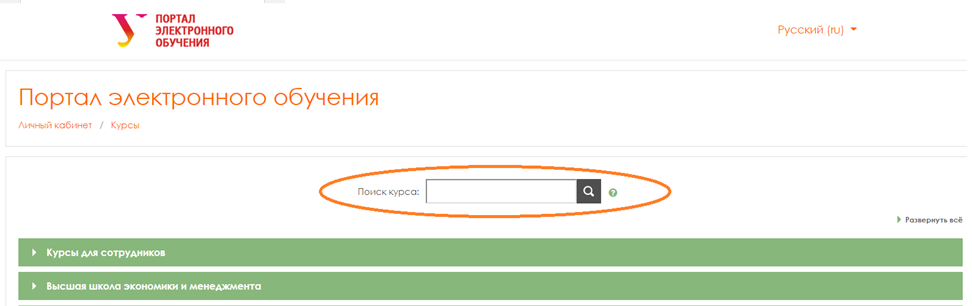 ПОРТАЛ
ЭЛЕКТРОННОГО
ОБУЧЕНИЯ
Русский (ru)
Портал электронного обучения
Личный кабинет / Курсы
Поиск курса:
Развернуть всё
Курсы для сотрудников
Высшая школа экономики и менеджмента